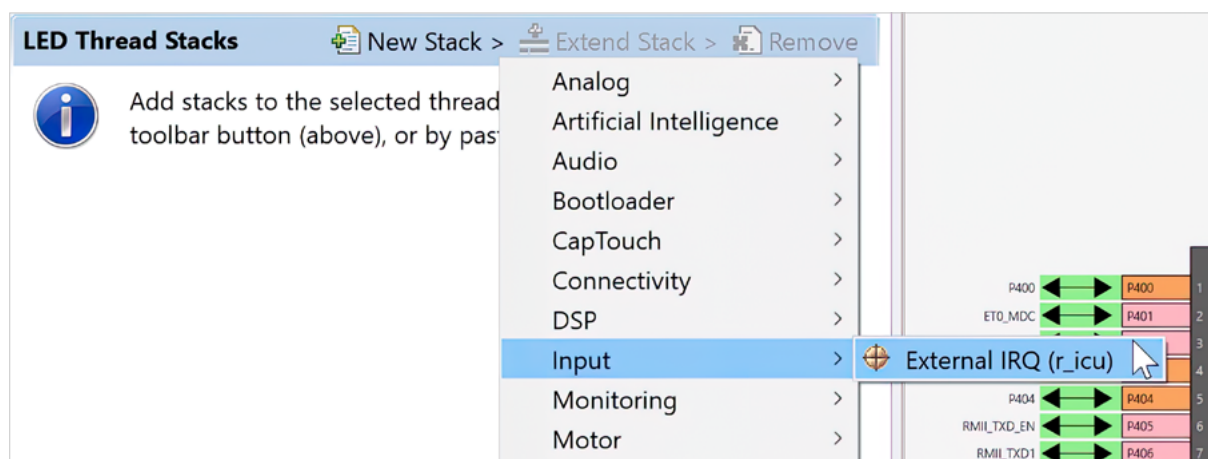 LED Thread Stacks
New Stack > Extend Stack > Remove
Add stacks to the selected thread
toolbar button (above), or by pas
Analog
Artificial Intelligence
Audio
Bootloader
CapTouch
Connectivity
DSP
Input
Monitoring
Motor
External IRQ (r_icu)
P400 P400 1
ET0_MDC P401 2
3
4
P404 P404 5
RMII_TXD_EN P405 6
RMII_TXD1 P406 7